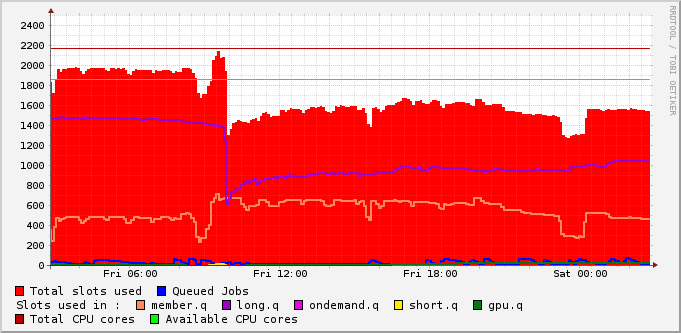 2400
2200
2000
1800
1600
1400
1200
1000
800
600
400
200
0
Fri 06:00 Fri 12:00 Fri 18:00 Sat 00:00
Total slots used Queued Jobs
Slots used in : member.q long.q ondemand.q short.q gpu.q
Total CPU cores Available CPU cores
RRDTOOL / TOBI OETIKER